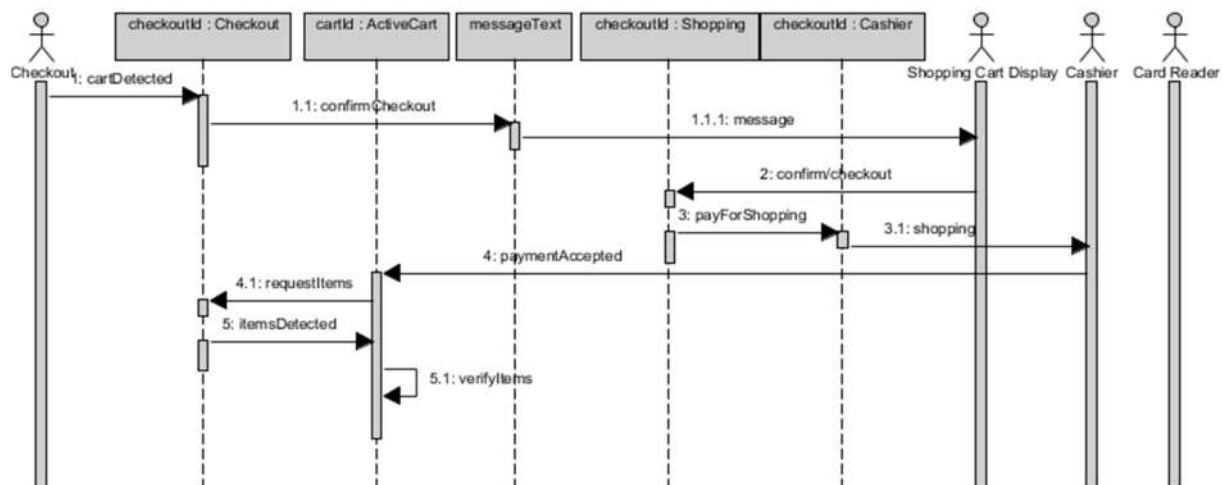 checkoutId : Checkout
cartId : ActiveCart
messageText
checkoutId : Shopping
checkoutId : Cashier
Checkout
Shopping Cart Display
Cashier
Card Reader
1: cartDetected
1.1: confirmCheckout
1.1.1: message
2: confirm/checkout
3: payForShopping
3.1: shopping
4: paymentAccepted
4.1: requestItems
5: itemsDetected
5.1: verifyItems